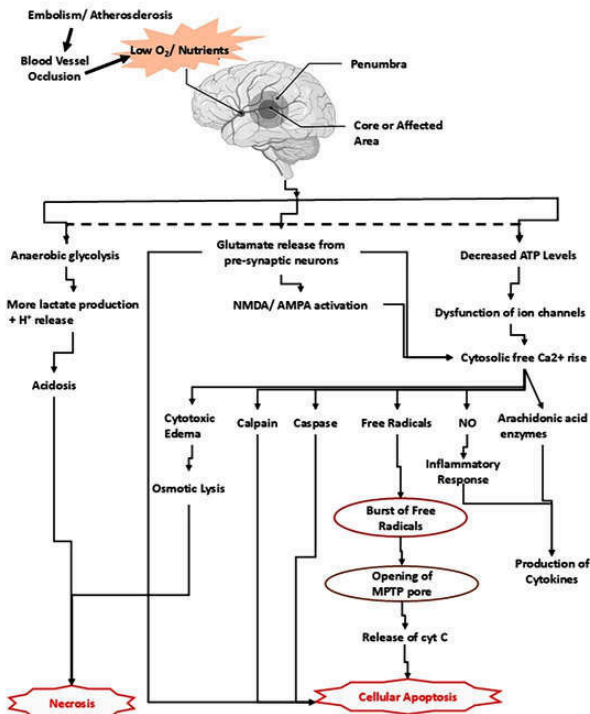 Embolism/ Atherosclerosis
Blood Vessel
Occlusion
Low O₂/ Nutrients
Penumbra
Core or Affected
Area
Anaerobic glycolysis
Glutamate release from
pre-synaptic neurons
Decreased ATP Levels
More lactate production
+ H⁺ release
NMDA/ AMPA activation
Dysfunction of ion channels
Cytosolic free Ca2+ rise
Acidosis
Cytotoxic
Edema
Calpain
Caspase
Free Radicals
NO
Arachidonic acid
enzymes
Osmotic Lysis
Inflammatory
Response
Burst of Free
Radicals
Opening of
MPTP pore
Production of
Cytokines
Release of cyt C
Necrosis
Cellular Apoptosis